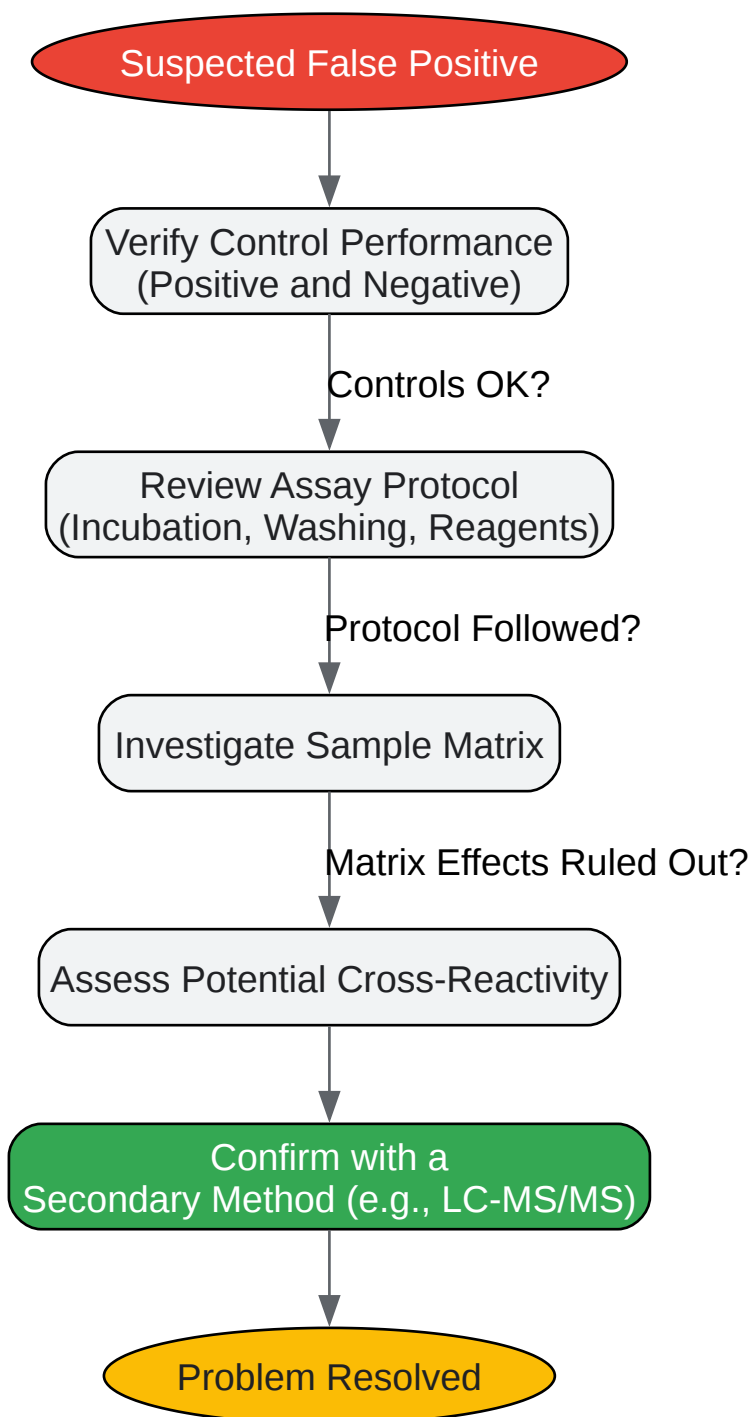 Suspected False Positive
Verify Control Performance
(Positive and Negative)
Controls OK?
Review Assay Protocol
(Incubation, Washing, Reagents)
Protocol Followed?
Investigate Sample Matrix
Matrix Effects Ruled Out?
Assess Potential Cross-Reactivity
Confirm with a
Secondary Method (e.g., LC-MS/MS)
Problem Resolved